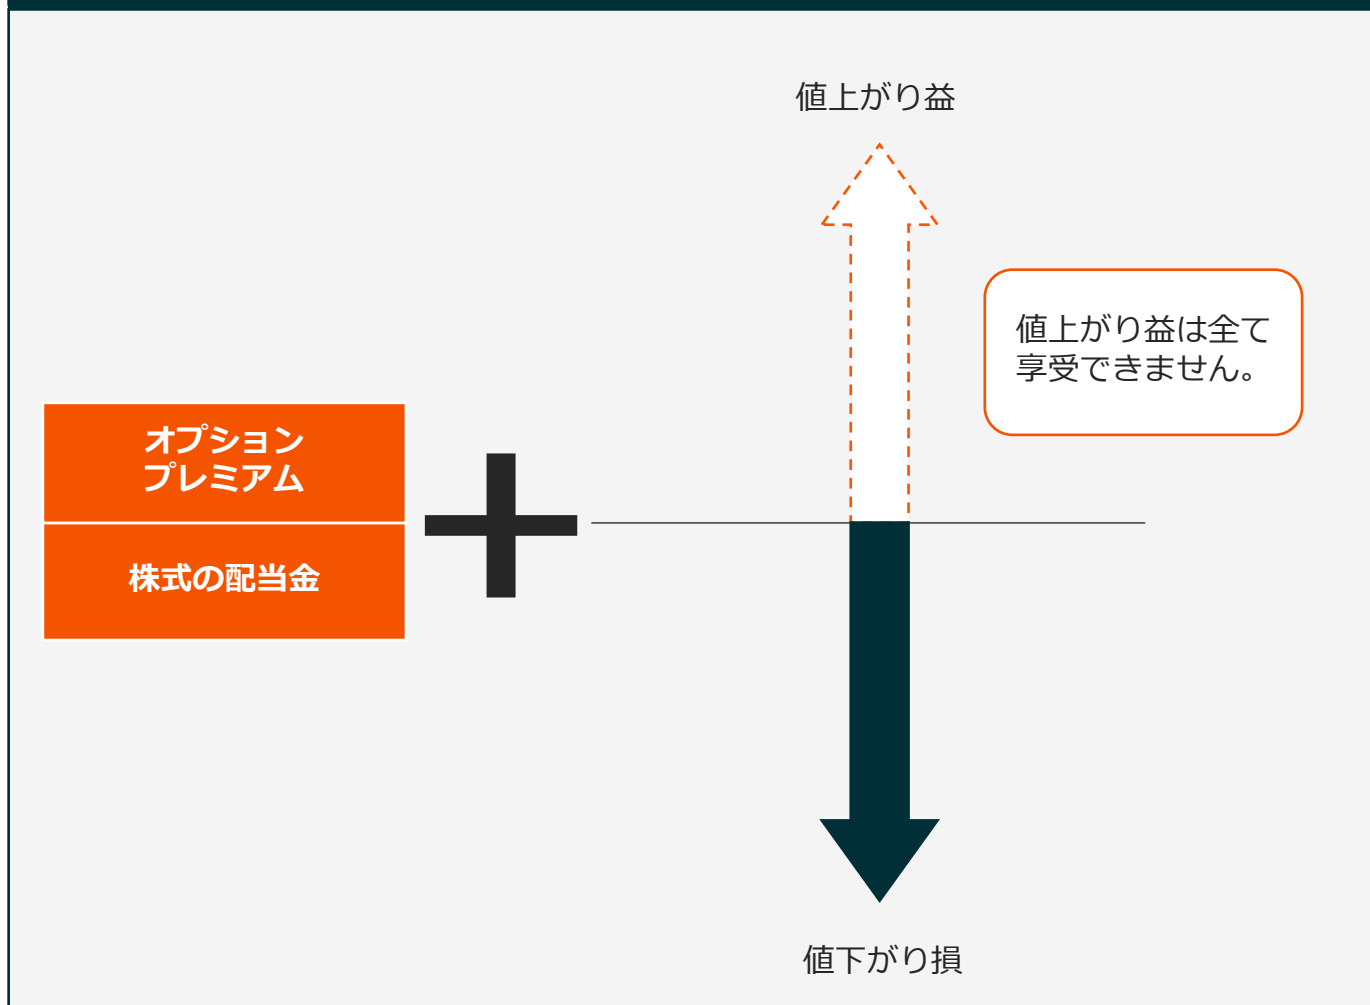 値上がり益
値上がり益は全て
享受できません。
オプション
プレミアム
株式の配当金
値下がり損